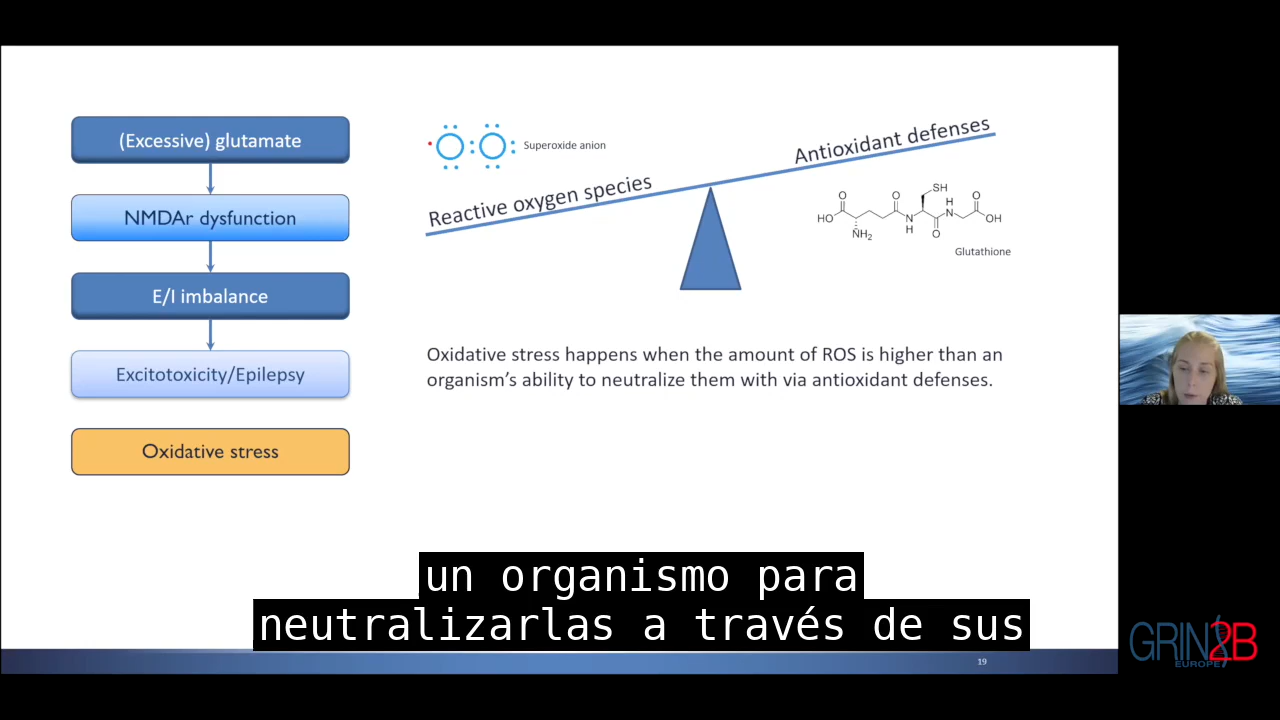 (Excessive) glutamate
NMDAr dysfunction
E/I imbalance
Excitotoxicity/Epilepsy
Oxidative stress
Superoxide anion
Reactive oxygen species
Antioxidant defenses
O
HO
NH2
O
N
H
SH
O
H
N
O
OH
Glutathione
Oxidative stress happens when the amount of ROS is higher than an
organism's ability to neutralize them with via antioxidant defenses.
un organismo para
neutralizarlas a través de sus
19
GRIN2B
EUROPE